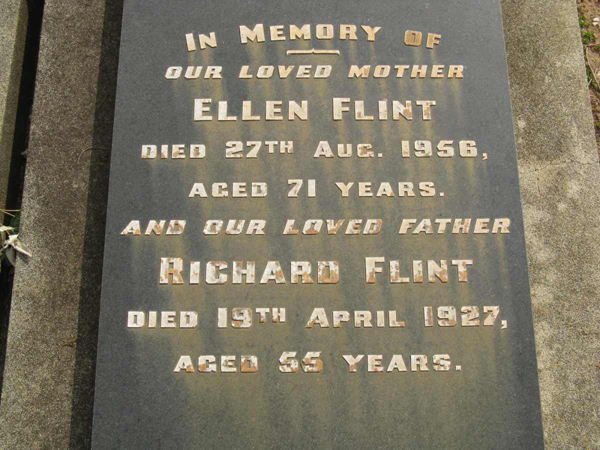 In Memory of
our loved mother
Ellen Flint
died 27th Aug. 1956,
aged 71 years.
and our loved father
Richard Flint
died 19th April 1927,
aged 55 years.